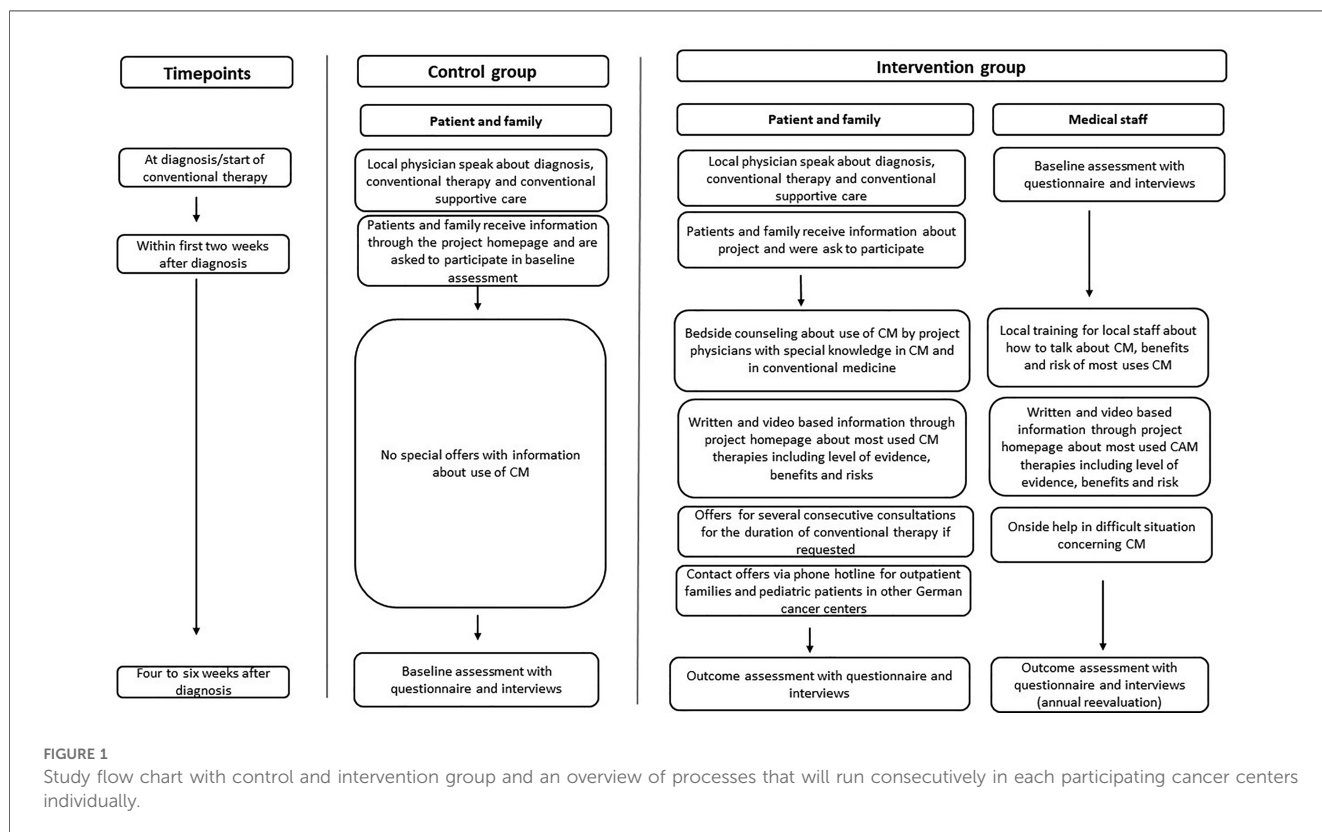 Timepoints
At diagnosis/start of
conventional therapy
Within first two weeks
after diagnosis
Four to six weeks after
diagnosis
Control group
Patient and family
Local physician speak about diagnosis,
conventional therapy and conventional
supportive care
Patients and family receive information
through the project homepage and are
asked to participate in baseline
assessment
No special offers with information
about use of CM
Baseline assessment with
questionnaire and interviews
Intervention group
Patient and family
Local physician speak about diagnosis,
conventional therapy and conventional
supportive care
Patients and family receive information about
project and were ask to participate
Bedside counseling about use of CM by project
physicians with special knowledge in CM and
in conventional medicine
Written and video based information through
project homepage about most used CM
therapies including level of evidence,
benefits and risks
Offers for several consecutive consultations
for the duration of conventional therapy if
requested
Contact offers via phone hotline for outpatient
families and pediatric patients in other German
cancer centers
Outcome assessment with questionnaire and
interviews
Medical staff
Baseline assessment with
questionnaire and interviews
Local training for local staff about
how to talk about CM, benefits
and risk of most uses CM
Written and video based
information through project
homepage about most used CAM
therapies including level of
evidence, benefits and risk
Onside help in difficult situation
concerning CM
Outcome assessment with
questionnaire and interviews
(annual reevaluation)
FIGURE 1
Study flow chart with control and intervention group and an overview of processes that will run consecutively in each participating cancer centers
individually.